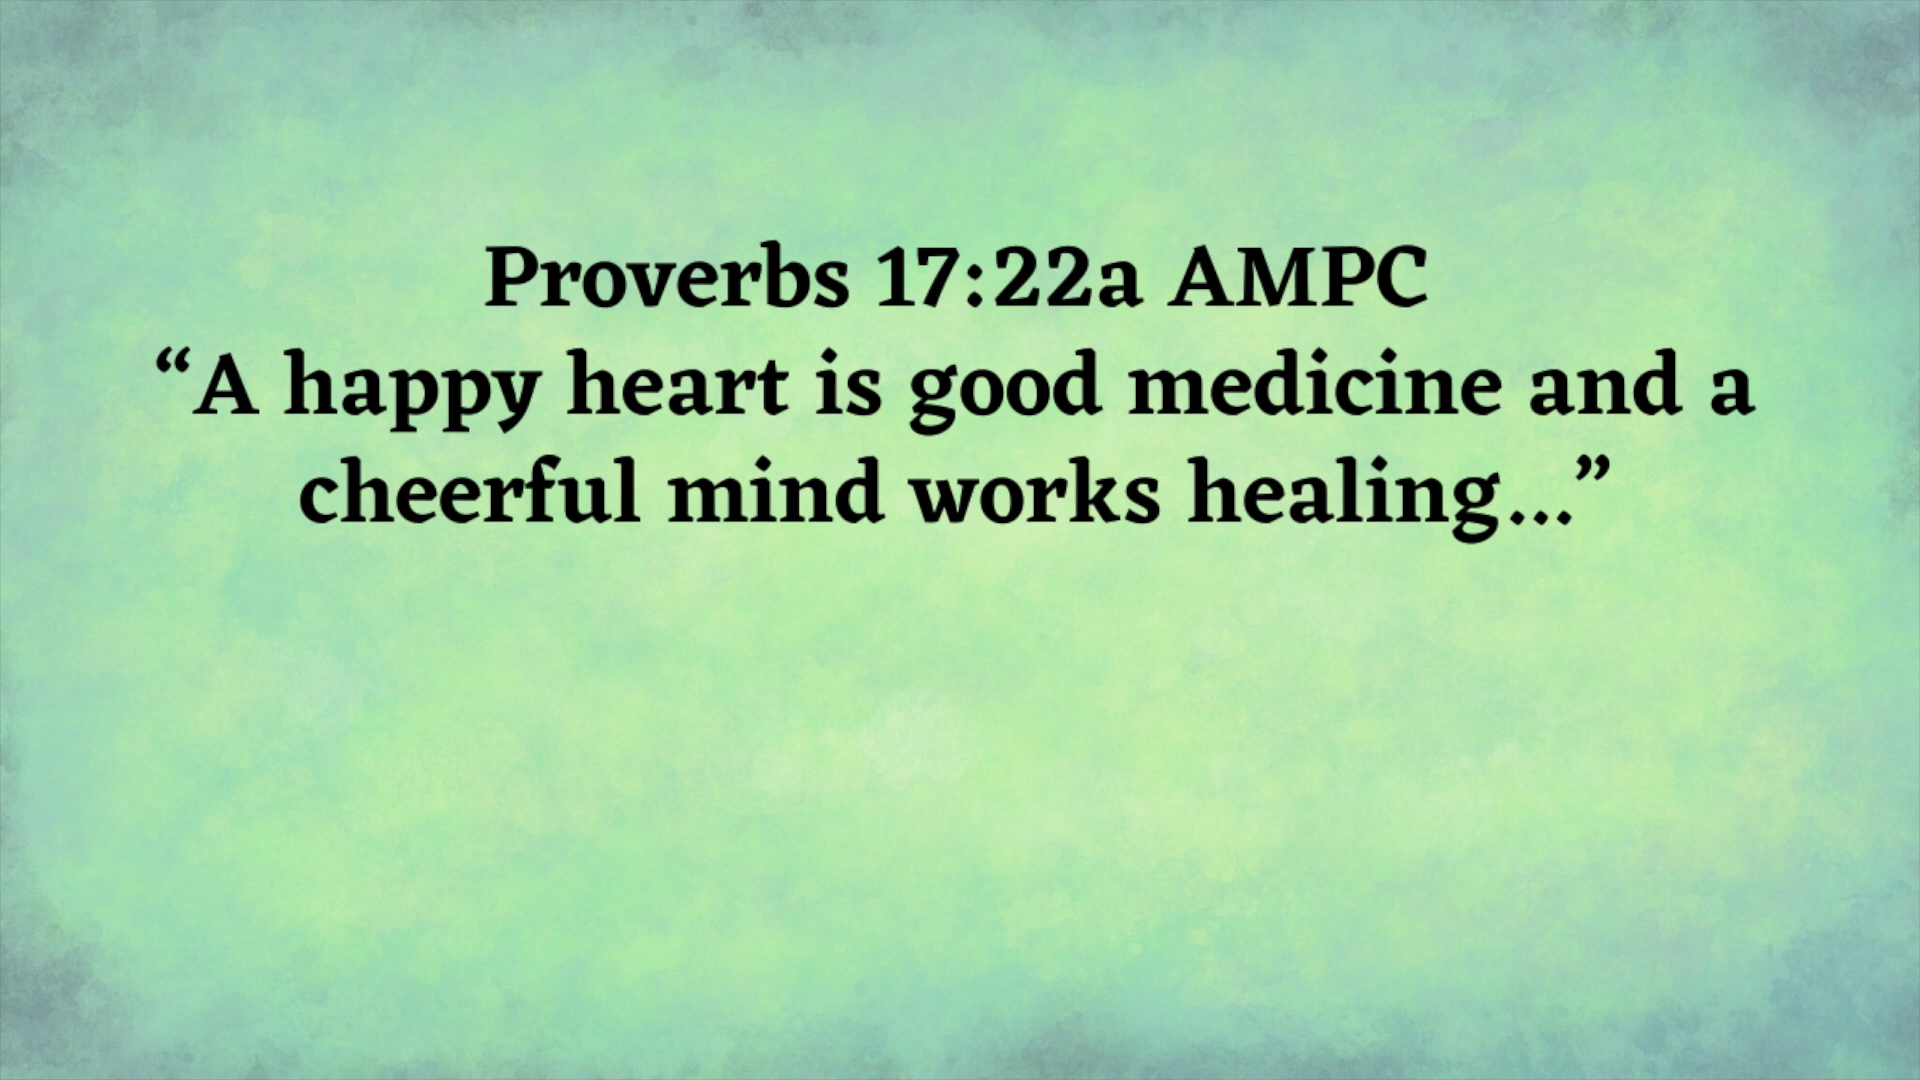 Proverbs 17:22a AMPC
“A happy heart is good medicine and a
cheerful mind works healing...”